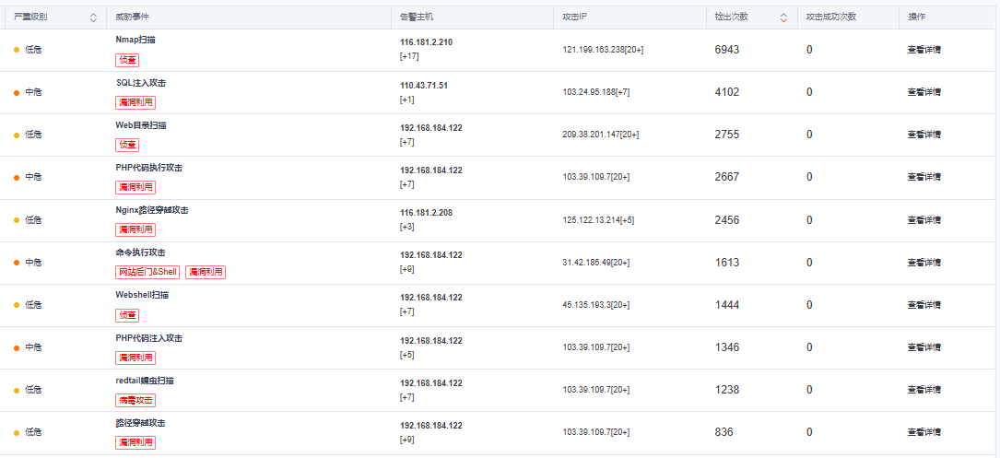 严重级别 威胁事件 告警主机 攻击IP 检出次数 攻击成功次数 操作
低危 Nmap扫描 116.181.2.210 121.199.163.238[20+] 6943 0 查看详情
侦查 [+17]
中危 SQL注入攻击 110.43.71.51 103.24.95.188[+7] 4102 0 查看详情
漏洞利用 [+1]
低危 Web目录扫描 192.168.184.122 209.38.201.147[20+] 2755 0 查看详情
侦查 [+7]
中危 PHP代码执行攻击 192.168.184.122 103.39.109.7[20+] 2667 0 查看详情
漏洞利用 [+7]
低危 Nginx路径穿越攻击 116.181.2.208 125.122.13.214[+5] 2456 0 查看详情
漏洞利用 [+3]
中危 命令执行攻击 192.168.184.122 31.42.185.49[20+] 1613 0 查看详情
网站后门&Shell 漏洞利用 [+9]
低危 Webshell扫描 192.168.184.122 45.135.193.3[20+] 1444 0 查看详情
侦查 [+7]
中危 PHP代码注入攻击 192.168.184.122 103.39.109.7[20+] 1346 0 查看详情
漏洞利用 [+5]
低危 redtail蠕虫扫描 192.168.184.122 103.39.109.7[20+] 1238 0 查看详情
病毒攻击 [+7]
低危 路径穿越攻击 192.168.184.122 103.39.109.7[20+] 836 0 查看详情
漏洞利用 [+9]